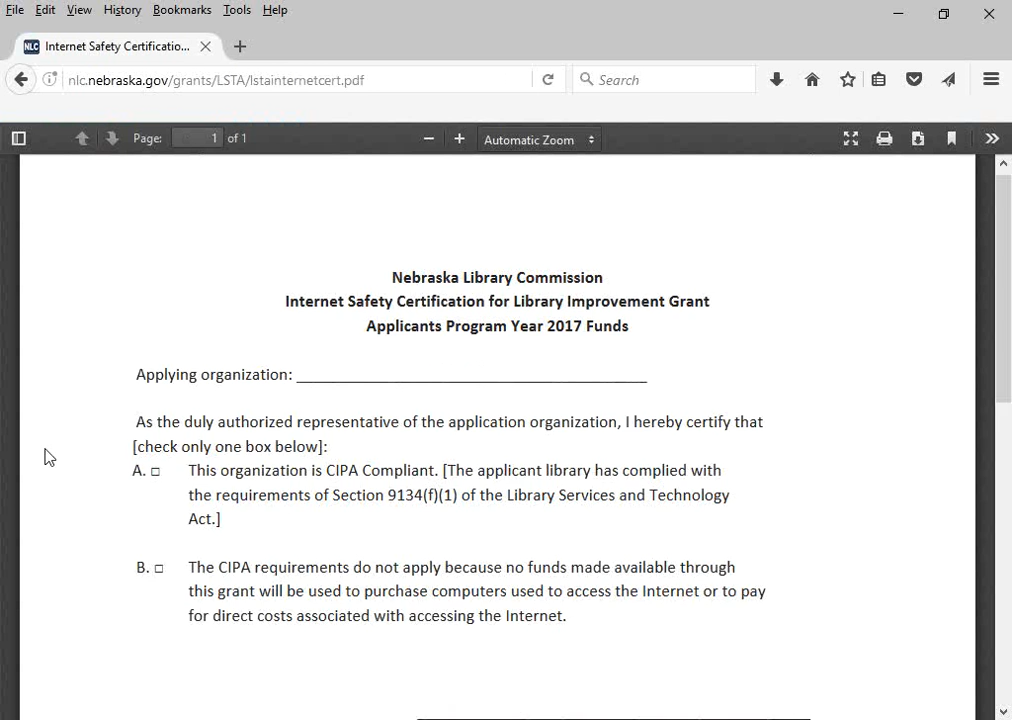 File Edit View History Bookmarks Tools Help
NLC Internet Safety Certificatio...
nlc.nebraska.gov/grants/LSTA/lstainternetcert.pdf Search
Page: 1 of 1 Automatic Zoom
Nebraska Library Commission
Internet Safety Certification for Library Improvement Grant
Applicants Program Year 2017 Funds
Applying organization: ___________________________________________
As the duly authorized representative of the application organization, I hereby certify that
[check only one box below]:
A. □ This organization is CIPA Compliant. [The applicant library has complied with
the requirements of Section 9134(f)(1) of the Library Services and Technology
Act.]
B. □ The CIPA requirements do not apply because no funds made available through
this grant will be used to purchase computers used to access the Internet or to pay
for direct costs associated with accessing the Internet.